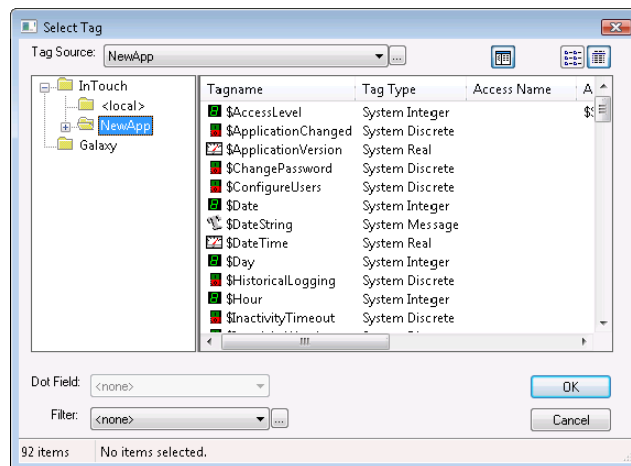 Select Tag
Tag Source: NewApp ...
InTouch
<local>
NewApp
Galaxy
Tagname Tag Type Access Name A
$AccessLevel System Integer
$ApplicationChanged System Discrete
$ApplicationVersion System Real
$ChangePassword System Discrete
$ConfigureUsers System Discrete
$Date System Integer
$DateString System Message
$DateTime System Real
$Day System Integer
$HistoricalLogging System Discrete
$Hour System Integer
$InactivityTimeout System Discrete
Dot Field: <none>
OK
Filter: <none> ...
Cancel
92 items No items selected.